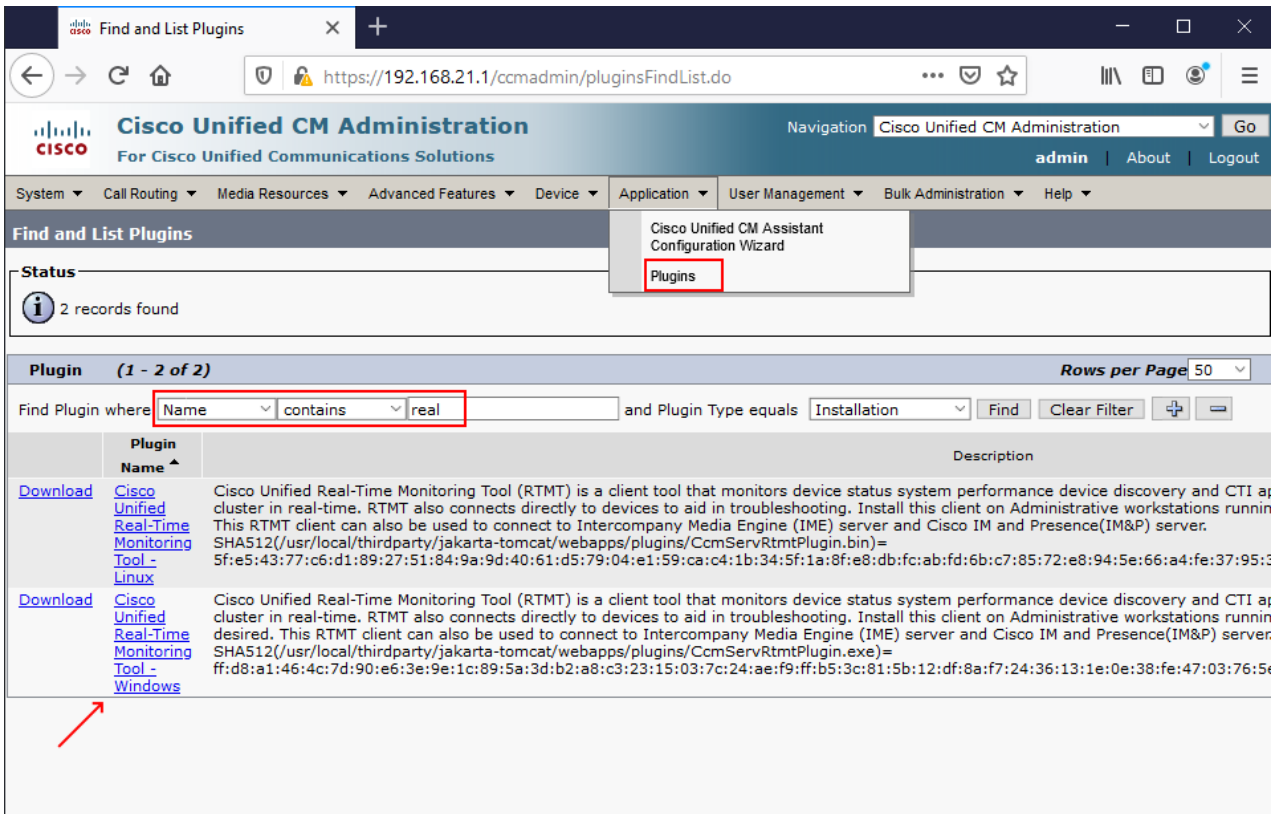 Find and List Plugins
https://192.168.21.1/ccmadmin/pluginsFindList.do
cisco
Cisco Unified CM Administration
For Cisco Unified Communications Solutions
Navigation Cisco Unified CM Administration Go
admin | About | Logout
System Call Routing Media Resources Advanced Features Device Application User Management Bulk Administration Help
Cisco Unified CM Assistant
Configuration Wizard
Plugins
Find and List Plugins
Status
2 records found
Plugin (1 - 2 of 2) Rows per Page 50
Find Plugin where Name contains real and Plugin Type equals Installation Find Clear Filter
Plugin
Name Description
Download Cisco Cisco Unified Real-Time Monitoring Tool (RTMT) is a client tool that monitors device status system performance device discovery and CTI ap
Unified cluster in real-time. RTMT also connects directly to devices to aid in troubleshooting. Install this client on Administrative workstations runnin
Real-Time This RTMT client can also be used to connect to Intercompany Media Engine (IME) server and Cisco IM and Presence(IM&P) server.
Monitoring SHA512(/usr/local/thirdparty/jakarta-tomcat/webapps/plugins/CcmServRtmtPlugin.bin)=
Tool - 5f:e5:43:77:c6:d1:89:27:51:84:9a:9d:40:61:d5:79:04:e1:59:ca:c4:1b:34:5f:1a:8f:e8:db:fc:ab:fd:6b:c7:85:72:e8:94:5e:66:a4:fe:37:95:3
Linux
Download Cisco Cisco Unified Real-Time Monitoring Tool (RTMT) is a client tool that monitors device status system performance device discovery and CTI ap
Unified cluster in real-time. RTMT also connects directly to devices to aid in troubleshooting. Install this client on Administrative workstations runnin
Real-Time desired. This RTMT client can also be used to connect to Intercompany Media Engine (IME) server and Cisco IM and Presence(IM&P) server.
Monitoring SHA512(/usr/local/thirdparty/jakarta-tomcat/webapps/plugins/CcmServRtmtPlugin.exe)=
Tool - ff:d8:a1:46:4c:7d:90:e6:3e:9e:1c:89:5a:3d:b2:a8:c3:23:15:03:7c:24:ae:f9:ff:b5:3c:81:5b:12:df:8a:f7:24:36:13:1e:0e:38:fe:47:03:76:5e
Windows